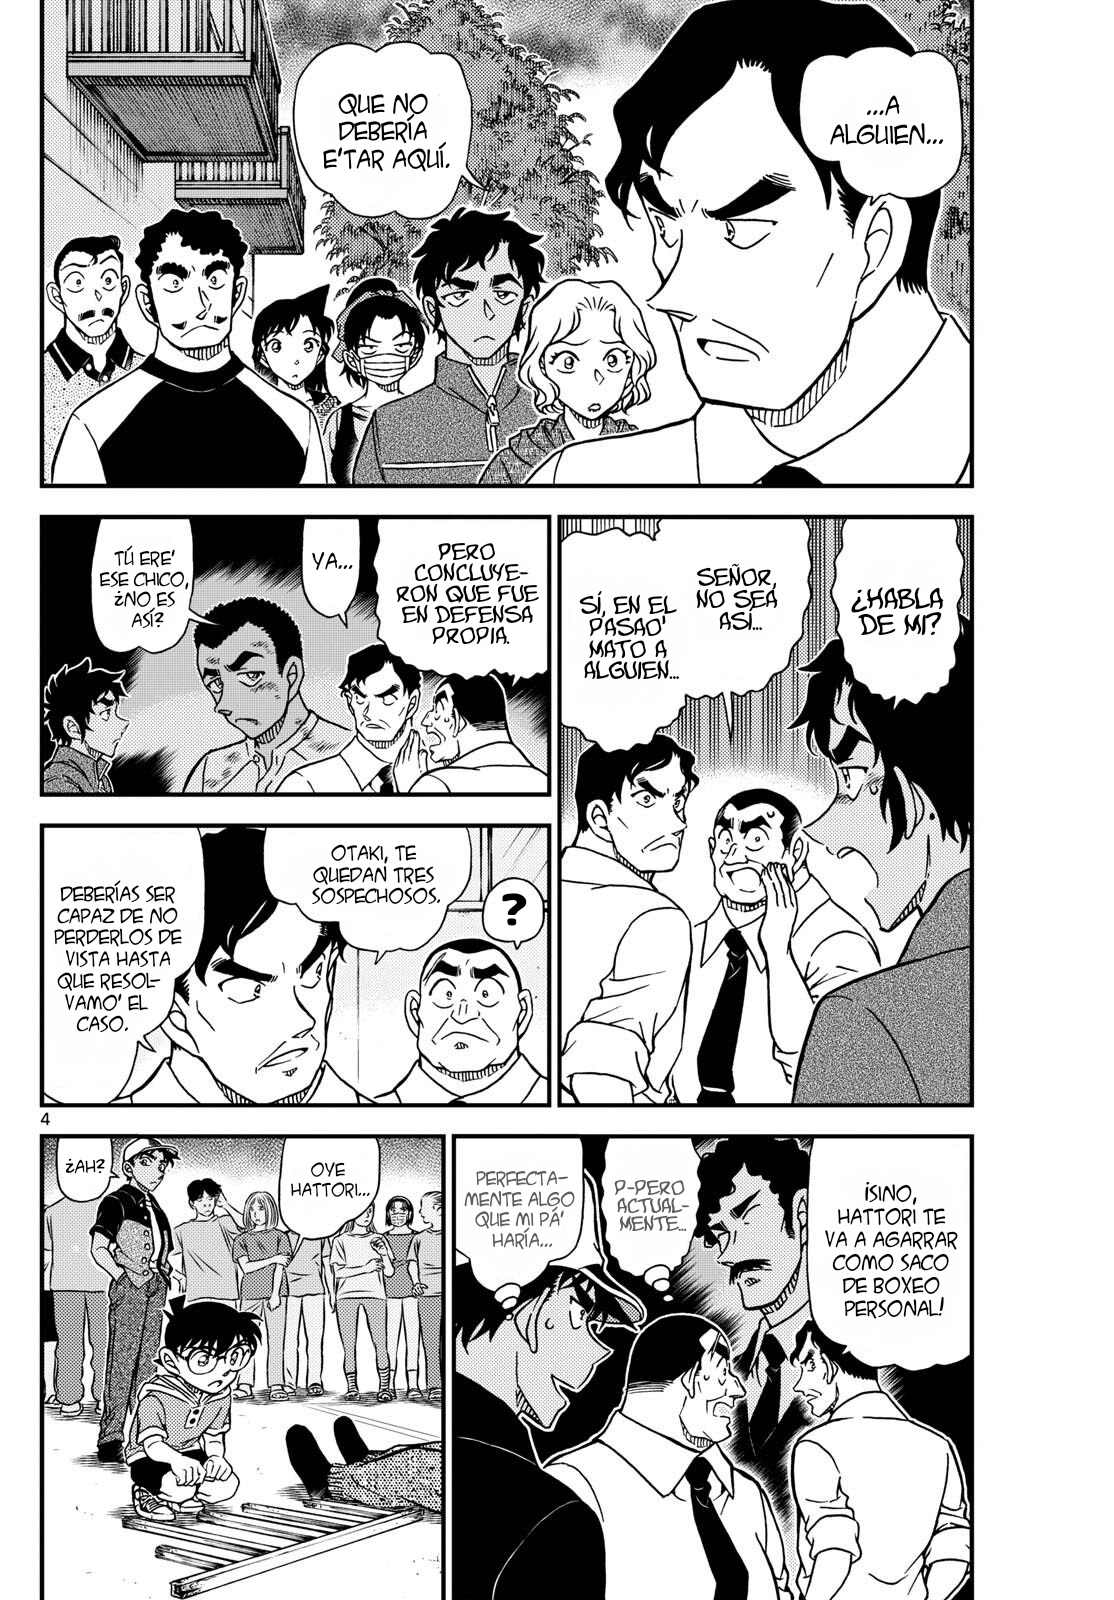 ...A
ALGUIEN...
QUE NO
DEBERÍA
E'TAR AQUÍ.
¿HABLA
DE MI?
SEÑOR,
NO SEA
ASI...
SÍ, EN EL
PASAO'
MATO A
ALGUIEN...
PERO
CONCLUYE-
RON QUE FUE
EN DEFENSA
PROPIA.
YA...
TÚ ERE'
ESE CHICO,
¿NO ES
ASÍ?
?
OTAKI, TE
QUEDAN TRES
SOSPECHOSOS.
DEBERÍAS SER
CAPAZ DE NO
PERDERLOS DE
VISTA HASTA
QUE RESOL-
VAMO' EL
CASO.
4
¡SINO,
HATTORI TE
VA A AGARRAR
COMO SACO
DE BOXEO
PERSONAL!
P-PERO
ACTUAL-
MENTE...
PERFECTA-
MENTE ALGO
QUE MI PÁ'
HARÍA...
OYE
HATTORI...
¿AH?